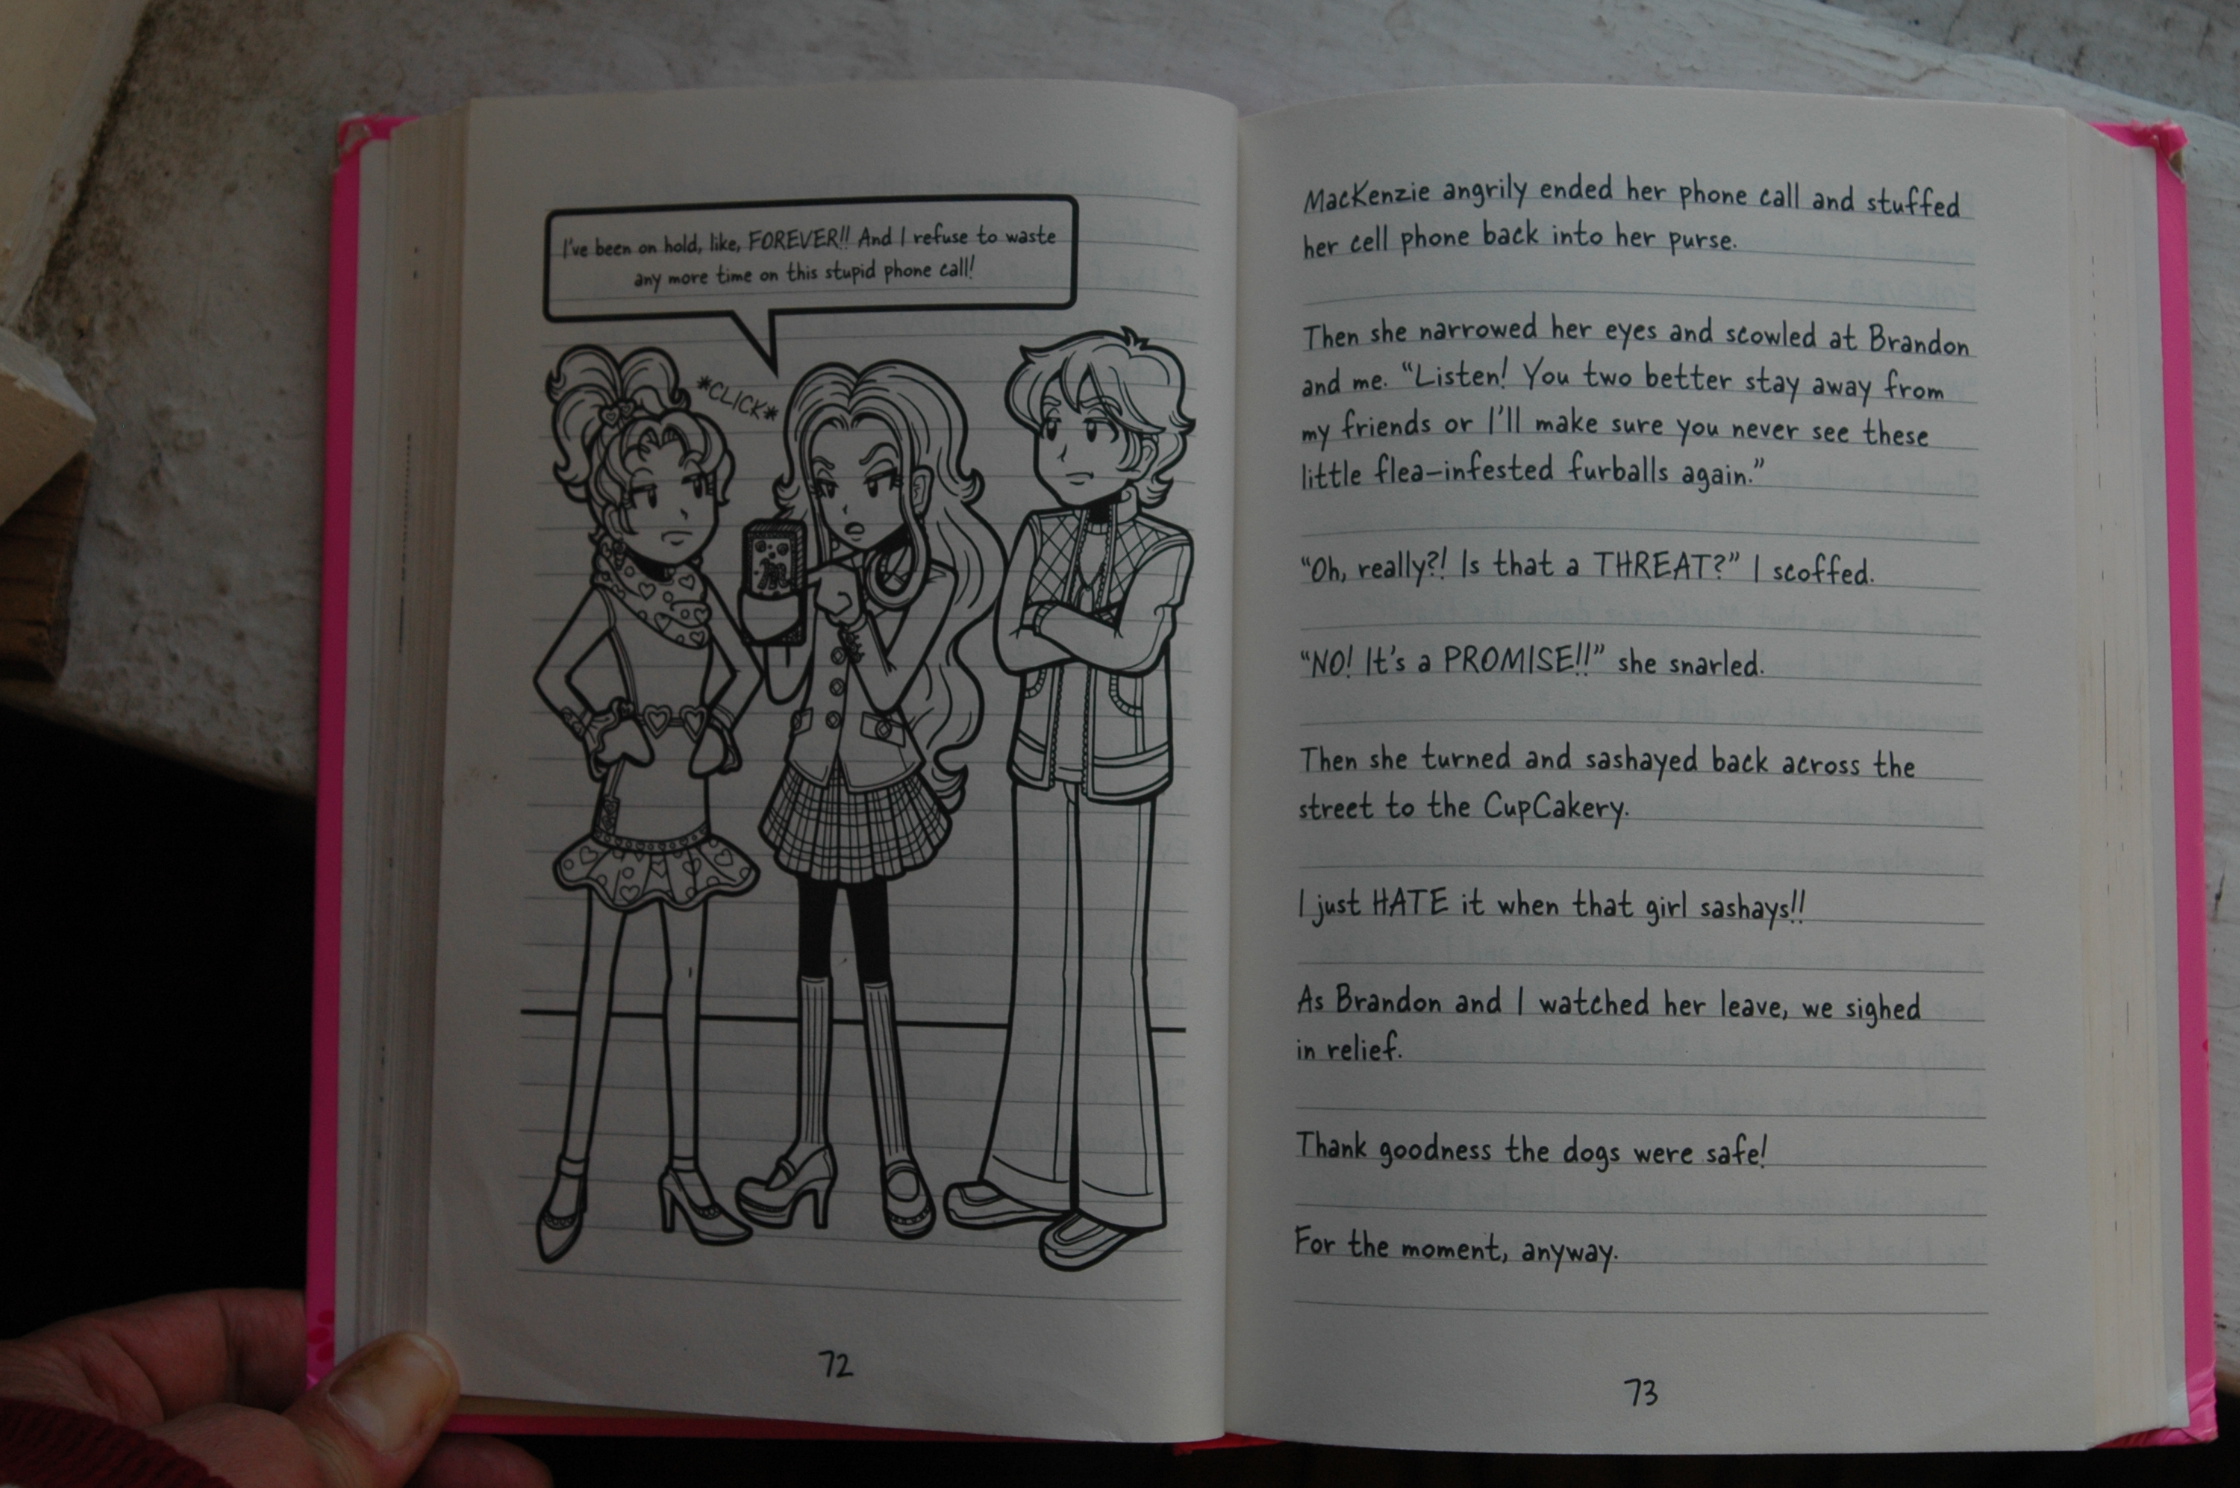 I've been on hold, like, FOREVER!! And I refuse to waste
any more time on this stupid phone call!
*CLICK*
72
MacKenzie angrily ended her phone call and stuffed
her cell phone back into her purse.
Then she narrowed her eyes and scowled at Brandon
and me. “Listen! You two better stay away from
my friends or I'll make sure you never see these
little flea-infested furballs again.”
“Oh, really?! Is that a THREAT?” I scoffed.
“NO! It's a PROMISE!!” she snarled.
Then she turned and sashayed back across the
street to the CupCakery.
I just HATE it when that girl sashays!!
As Brandon and I watched her leave, we sighed
in relief.
Thank goodness the dogs were safe!
For the moment, anyway.
73